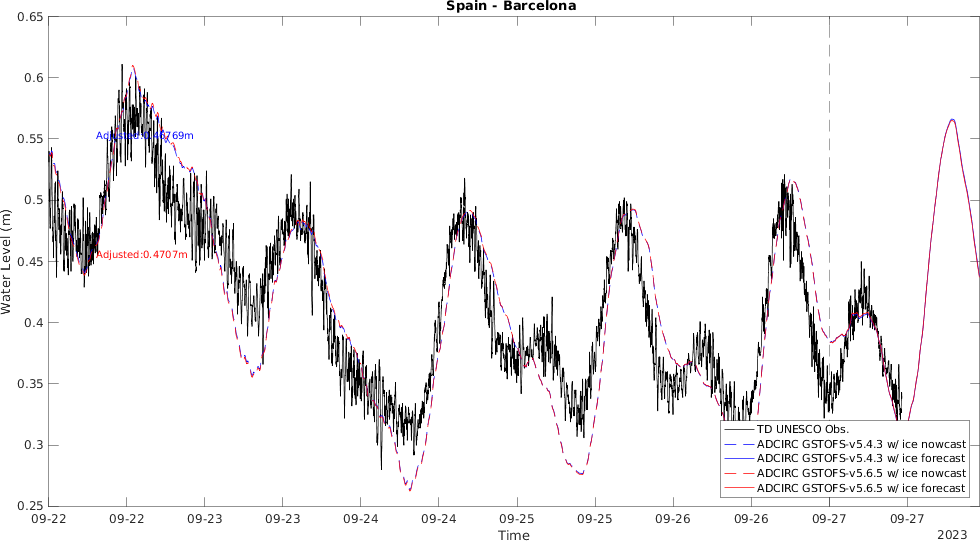 Spain - Barcelona
0.65
0.6
0.55
0.5
0.45
0.4
0.35
0.3
0.25
Water Level (m)
Adjusted:0.46769m
Adjusted:0.4707m
TD UNESCO Obs.
ADCIRC GSTOFS-v5.4.3 w/ ice nowcast
ADCIRC GSTOFS-v5.4.3 w/ ice forecast
ADCIRC GSTOFS-v5.6.5 w/ ice nowcast
ADCIRC GSTOFS-v5.6.5 w/ ice forecast
09-22 09-22 09-23 09-23 09-24 09-24 09-25 09-25 09-26 09-26 09-27 09-27
Time
2023